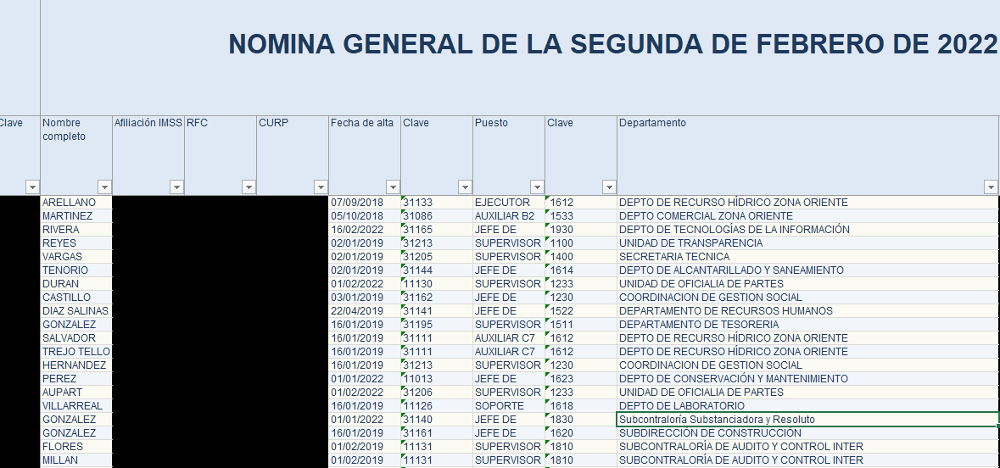 NOMINA GENERAL DE LA SEGUNDA DE FEBRERO DE 2022
Clave Nombre completo Afiliación IMSS RFC CURP Fecha de alta Clave Puesto Clave Departamento
ARELLANO 07/09/2018 31133 EJECUTOR 1612 DEPTO DE RECURSO HÍDRICO ZONA ORIENTE
MARTINEZ 05/10/2018 31086 AUXILIAR B2 1533 DEPTO COMERCIAL ZONA ORIENTE
RIVERA 16/02/2022 31165 JEFE DE 1930 DEPTO DE TECNOLOGÍAS DE LA INFORMACIÓN
REYES 02/01/2019 31213 SUPERVISOR 1100 UNIDAD DE TRANSPARENCIA
VARGAS 02/01/2019 31205 SUPERVISOR 1400 SECRETARIA TECNICA
TENORIO 02/01/2019 31144 JEFE DE 1614 DEPTO DE ALCANTARILLADO Y SANEAMIENTO
DURAN 01/02/2022 11130 SUPERVISOR 1233 UNIDAD DE OFICIALIA DE PARTES
CASTILLO 03/01/2019 31162 JEFE DE 1230 COORDINACION DE GESTION SOCIAL
DIAZ SALINAS 22/04/2019 31141 JEFE DE 1522 DEPARTAMENTO DE RECURSOS HUMANOS
GONZALEZ 16/01/2019 31195 SUPERVISOR 1511 DEPARTAMENTO DE TESORERIA
SALVADOR 16/01/2019 31111 AUXILIAR C7 1612 DEPTO DE RECURSO HÍDRICO ZONA ORIENTE
TREJO TELLO 16/01/2019 31111 AUXILIAR C7 1612 DEPTO DE RECURSO HÍDRICO ZONA ORIENTE
HERNANDEZ 16/01/2019 31213 SUPERVISOR 1230 COORDINACION DE GESTION SOCIAL
PEREZ 01/01/2022 11013 JEFE DE 1623 DEPTO DE CONSERVACIÓN Y MANTENIMIENTO
AUPART 01/02/2022 31206 SUPERVISOR 1233 UNIDAD DE OFICIALIA DE PARTES
VILLARREAL 16/01/2019 11126 SOPORTE 1618 DEPTO DE LABORATORIO
GONZALEZ 01/01/2022 31140 JEFE DE 1830 Subcontraloría Substanciadora y Resoluto
GONZALEZ 16/01/2019 31161 JEFE DE 1620 SUBDIRECCIÓN DE CONSTRUCCIÓN
FLORES 01/02/2019 11131 SUPERVISOR 1810 SUBCONTRALORÍA DE AUDITO Y CONTROL INTER
MILLAN 01/02/2019 11131 SUPERVISOR 1810 SUBCONTRALORÍA DE AUDITO Y CONTROL INTER